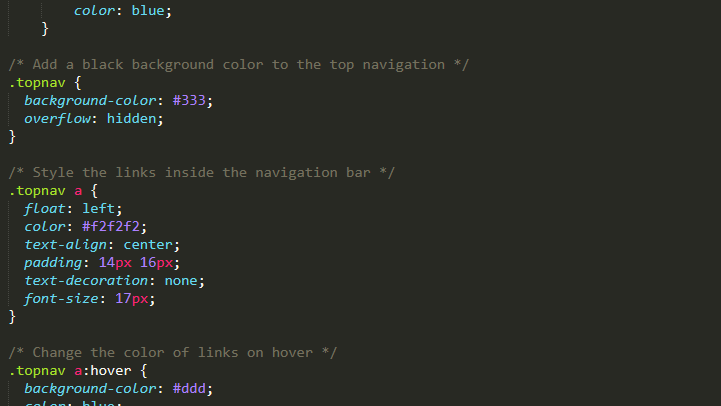 color: blue;
}
/* Add a black background color to the top navigation */
.topnav {
background-color: #333;
overflow: hidden;
}
/* Style the links inside the navigation bar */
.topnav a {
float: left;
color: #f2f2f2;
text-align: center;
padding: 14px 16px;
text-decoration: none;
font-size: 17px;
}
/* Change the color of links on hover */
.topnav a:hover {
background-color: #ddd;
color: blue;